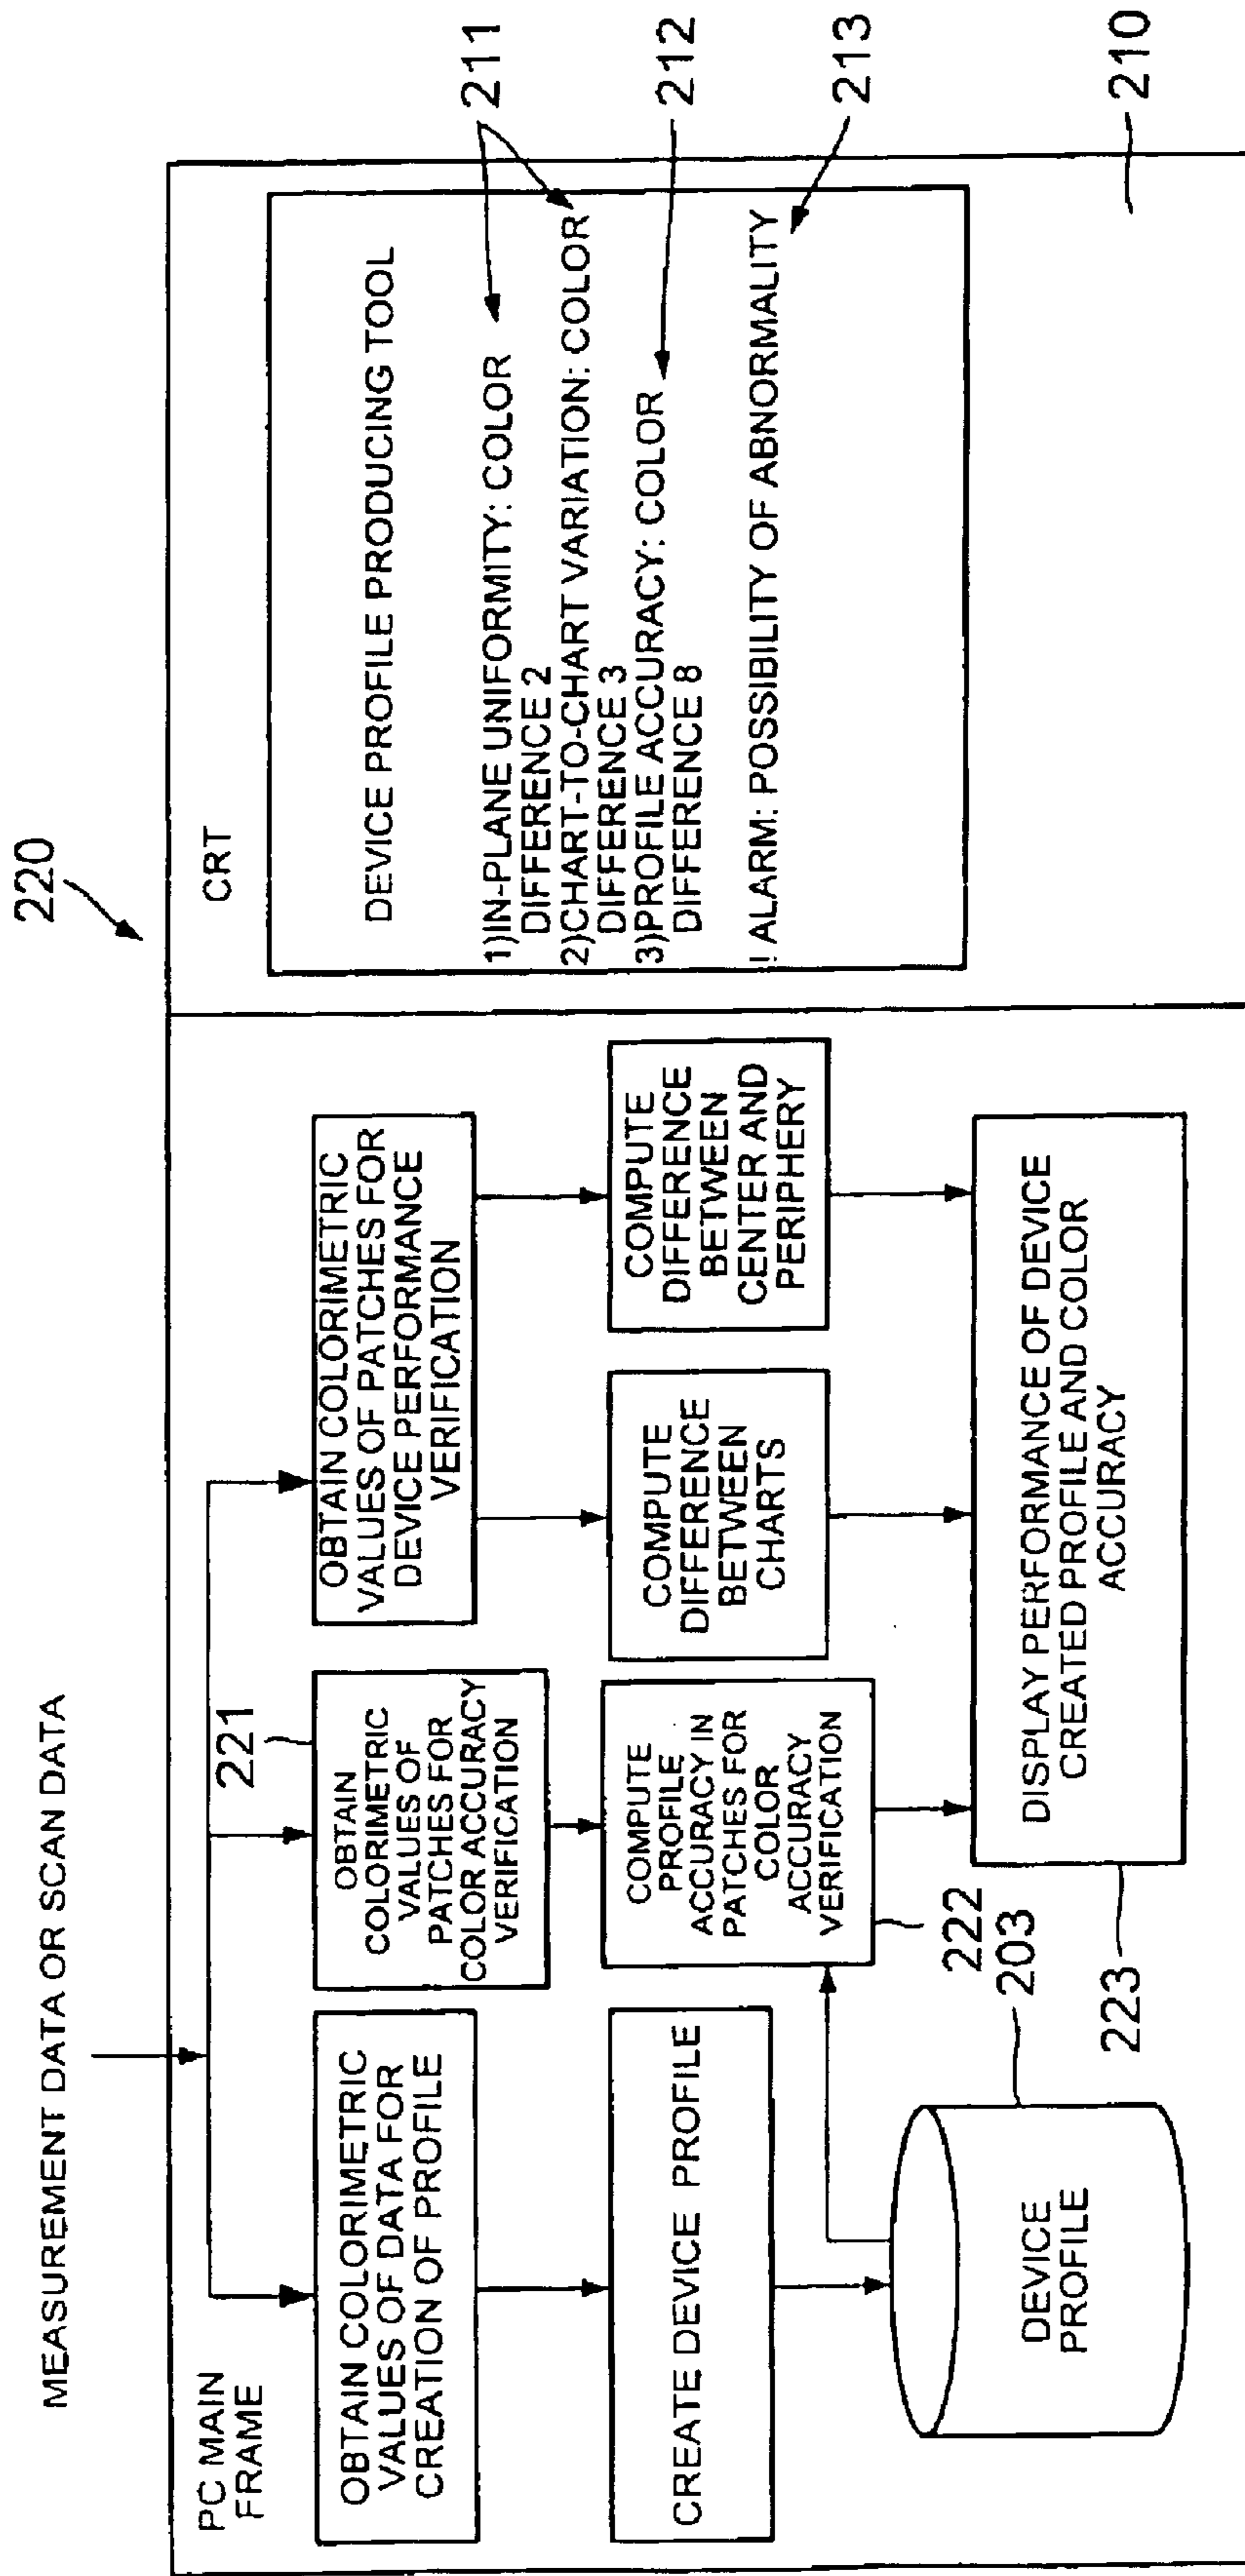 220
MEASUREMENT DATA OR SCAN DATA
PC MAIN
FRAME
OBTAIN COLORIMETRIC
VALUES OF DATA FOR
CREATION OF PROFILE
CREATE DEVICE PROFILE
DEVICE
PROFILE
203
221
OBTAIN
COLORIMETRIC
VALUES OF
PATCHES FOR
COLOR ACCURACY
VERIFICATION
COMPUTE
PROFILE
ACCURACY IN
PATCHES FOR
COLOR
ACCURACY
VERIFICATION
222
OBTAIN COLORIMETRIC
VALUES OF PATCHES FOR
DEVICE PERFORMANCE
VERIFICATION
COMPUTE
DIFFERENCE
BETWEEN
CHARTS
COMPUTE
DIFFERENCE
BETWEEN
CENTER AND
PERIPHERY
DISPLAY PERFORMANCE OF DEVICE
CREATED PROFILE AND COLOR
ACCURACY
223
CRT
DEVICE PROFILE PRODUCING TOOL
1)IN-PLANE UNIFORMITY: COLOR
DIFFERENCE 2
2)CHART-TO-CHART VARIATION: COLOR
DIFFERENCE 3
3)PROFILE ACCURACY: COLOR
DIFFERENCE 8
! ALARM: POSSIBILITY OF ABNORMALITY
211
212
213
210